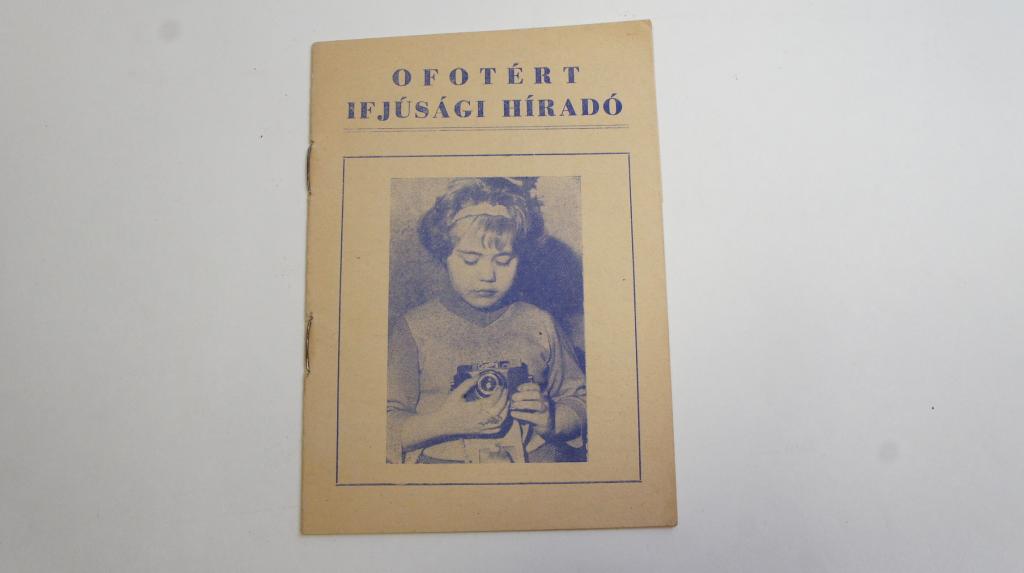 OFOTÉRT
IFJÚSÁGI HÍRADÓ